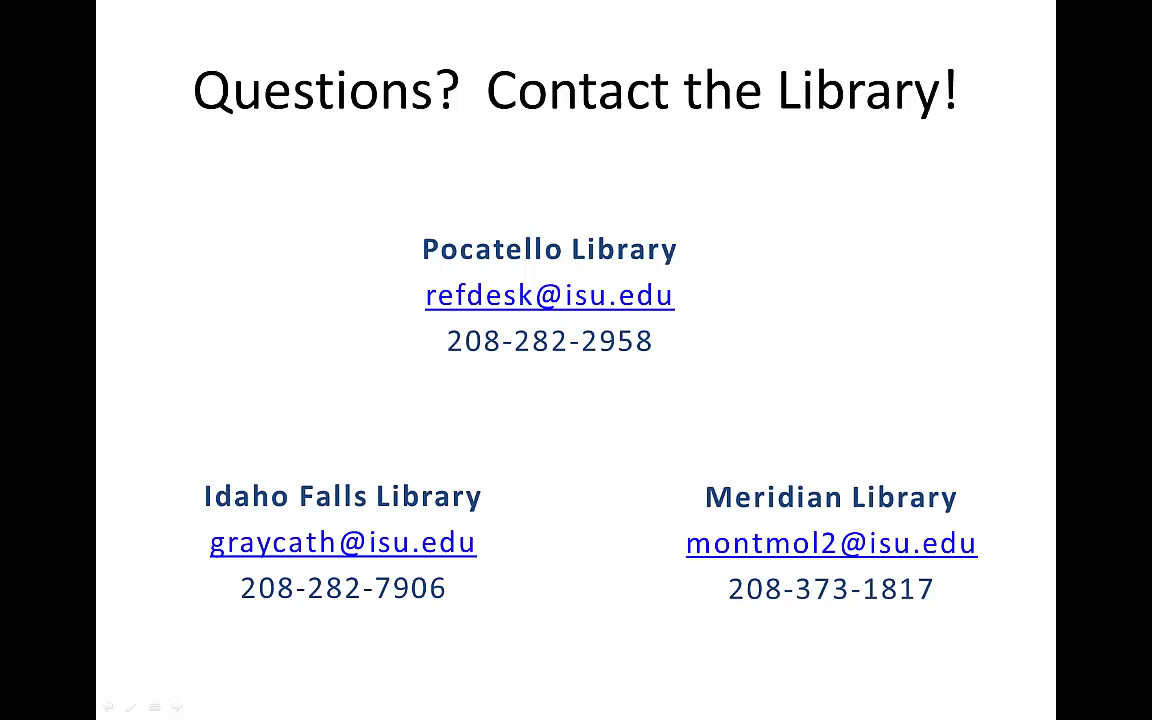 Questions?  Contact the Library!
Pocatello Library
refdesk@isu.edu
208-282-2958
Idaho Falls Library
graycath@isu.edu
208-282-7906
Meridian Library
montmol2@isu.edu
208-373-1817